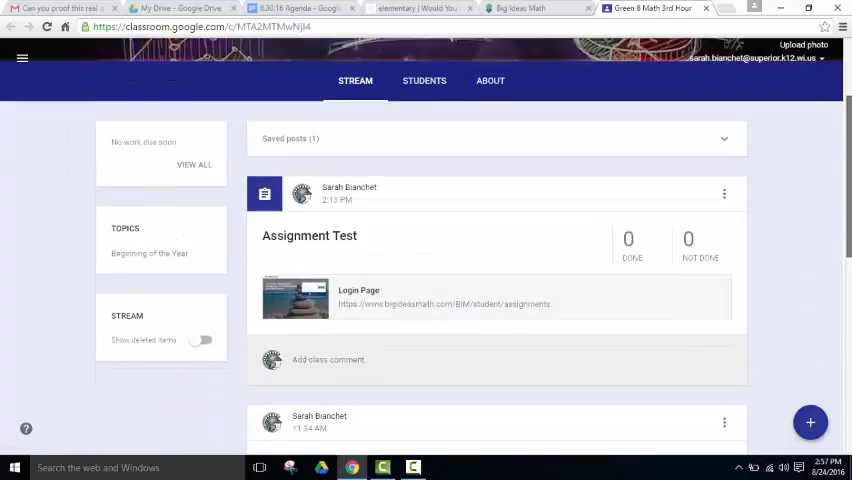 Can you proof this real q
My Drive - Google Drive
8.30.16 Agenda - Google
elementary | Would You
Big Ideas Math
Green 8 Math 3rd Hour
https://classroom.google.com/c/MTA2MTMwNjI4
Upload photo
sarah.bianchet@superior.k12.wi.us
STREAM
STUDENTS
ABOUT
No work due soon
VIEW ALL
TOPICS
Beginning of the Year
STREAM
Show deleted items
Saved posts (1)
Sarah Bianchet
2:13 PM
Assignment Test
0
DONE
0
NOT DONE
Login Page
https://www.bigideasmath.com/BIM/student/assignments
Add class comment...
Sarah Bianchet
11:34 AM
Search the web and Windows
2:57 PM
8/24/2016